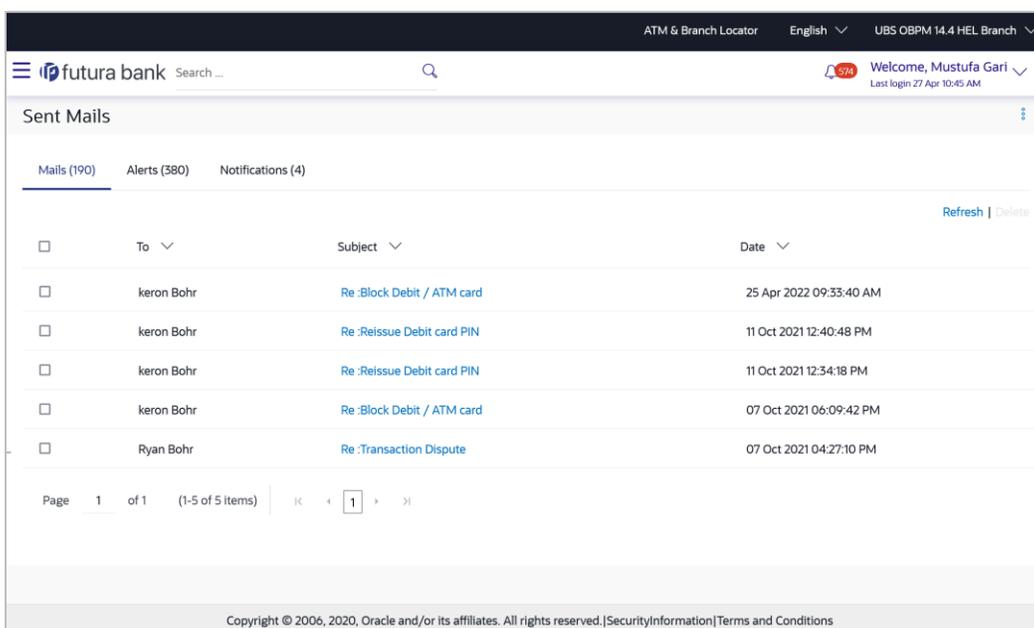 ATM & Branch Locator English UBS OBPM 14.4 HEL Branch
futura bank Search ... 574 Welcome, Mustufa Gari
Last login 27 Apr 10:45 AM
Sent Mails
Mails (190) Alerts (380) Notifications (4)
Refresh | Delete
To Subject Date
keron Bohr Re :Block Debit / ATM card 25 Apr 2022 09:33:40 AM
keron Bohr Re :Reissue Debit card PIN 11 Oct 2021 12:40:48 PM
keron Bohr Re :Reissue Debit card PIN 11 Oct 2021 12:34:18 PM
keron Bohr Re :Block Debit / ATM card 07 Oct 2021 06:09:42 PM
Ryan Bohr Re :Transaction Dispute 07 Oct 2021 04:27:10 PM
Page 1 of 1 (1-5 of 5 items) 1
Copyright © 2006, 2020, Oracle and/or its affiliates. All rights reserved.|SecurityInformation|Terms and Conditions